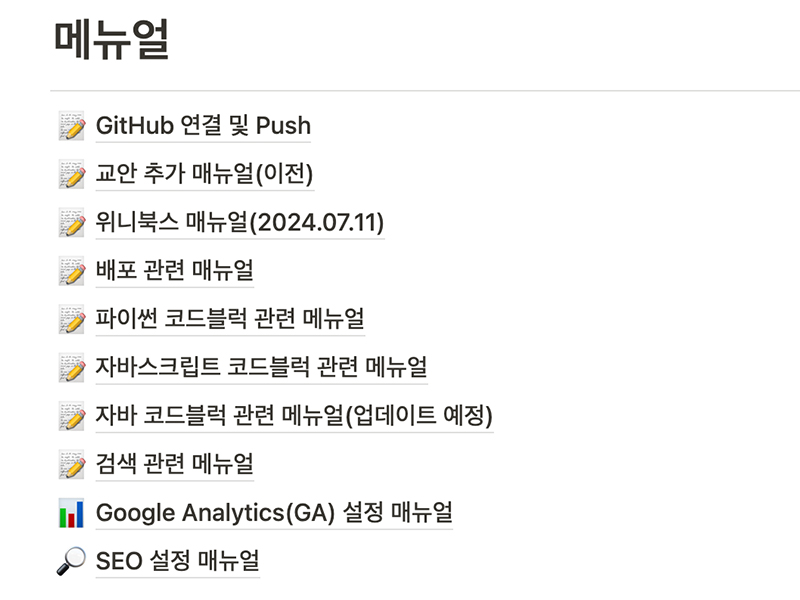 메뉴얼
GitHub 연결 및 Push
교안 추가 매뉴얼(이전)
위니북스 매뉴얼(2024.07.11)
배포 관련 매뉴얼
파이썬 코드블럭 관련 메뉴얼
자바스크립트 코드블럭 관련 메뉴얼
자바 코드블럭 관련 메뉴얼(업데이트 예정)
검색 관련 메뉴얼
Google Analytics(GA) 설정 매뉴얼
SEO 설정 매뉴얼